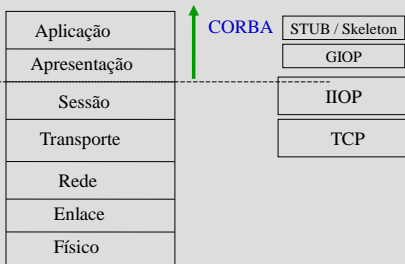 Aplicação
Apresentação
Sessão
Transporte
Rede
Enlace
Físico
CORBA
STUB / Skeleton
GIOP
IIOP
TCP